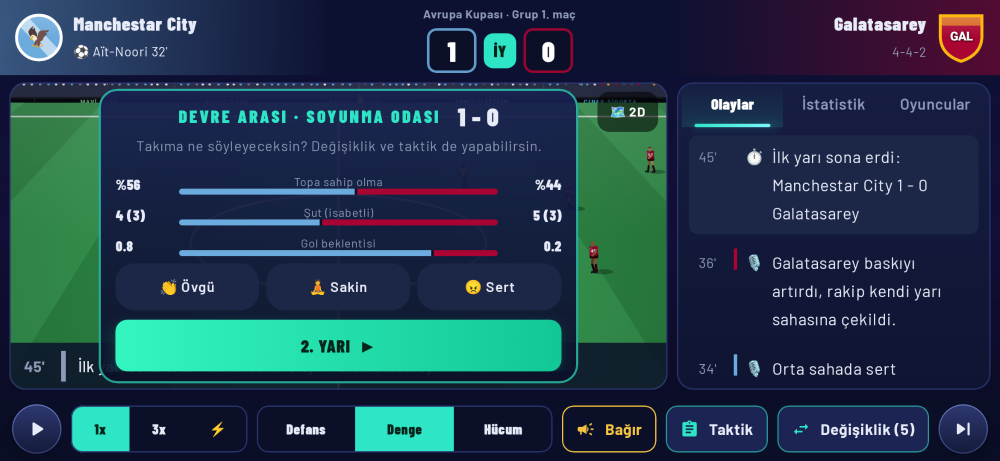 Manchestar City
⚽ Aït-Noori 32'
Avrupa Kupası · Grup 1. maç
1 İY 0
Galatasarey
4-4-2
GAL
DEVRE ARASI · SOYUNMA ODASI 1 - 0
Takıma ne söyleyeceksin? Değişiklik ve taktik de yapabilirsin.
%56 Topa sahip olma %44
4 (3) Şut (isabetli) 5 (3)
0.8 Gol beklentisi 0.2
👏 Övgü 🧘 Sakin 😠 Sert
2. YARI ►
45' İlk
🗺️ 2D
Olaylar İstatistik Oyuncular
45' ⏱️ İlk yarı sona erdi:
Manchestar City 1 - 0
Galatasarey
36' 🎙️ Galatasarey baskıyı
artırdı, rakip kendi yarı
sahasına çekildi.
34' 🎙️ Orta sahada sert
1x 3x ⚡ Defans Denge Hücum Bağır Taktik Değişiklik (5)